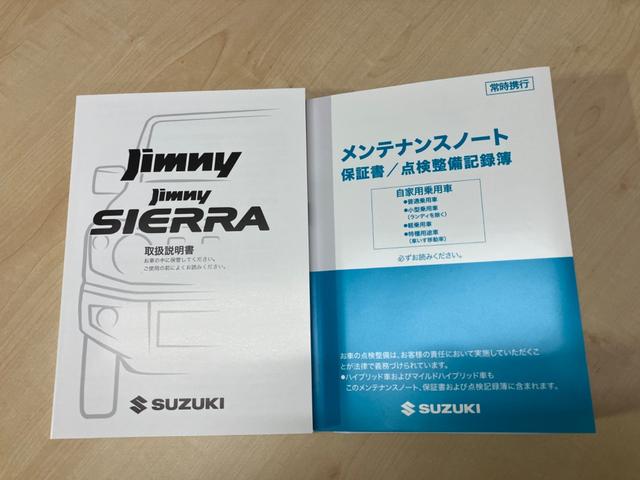 Jimny
Jimny
SIERRA
取扱説明書
お車の中に保管してください。
ご使用の前によくお読みください。
SUZUKI
常時携行
メンテナンスノート
保証書/点検整備記録簿
自家用乗用車
●普通乗用車
●小型乗用車
(ランディを除く)
●軽乗用車
●特種用途車
(車いす移動車)
必ずお読みください。
お車の点検整備は、お客様の責任において実施していただくこ
とが法律で義務づけられています。
●ハイブリッド車およびマイルドハイブリッド車も
このメンテナンスノート、保証書および点検記録簿に含まれます。
SUZUKI